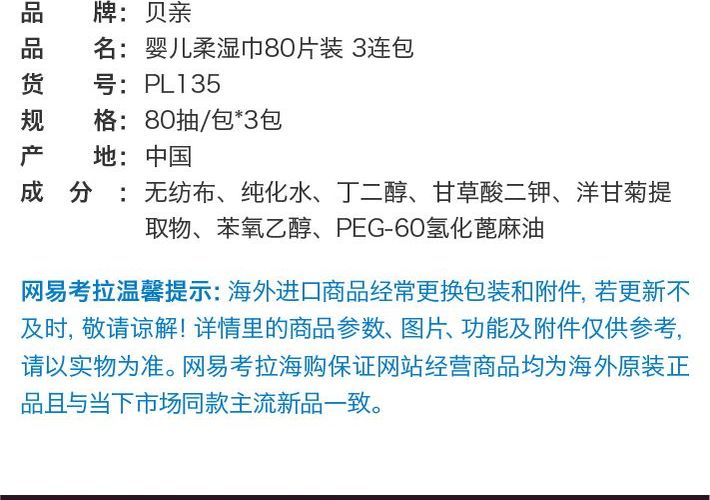 品 牌：贝亲
品 名：婴儿柔湿巾80片装 3连包
货 号：PL135
规 格：80抽/包*3包
产 地：中国
成 分 ：无纺布、纯化水、丁二醇、甘草酸二钾、洋甘菊提
取物、苯氧乙醇、PEG-60氢化蓖麻油
网易考拉温馨提示：海外进口商品经常更换包装和附件, 若更新不
及时, 敬请谅解！详情里的商品参数、图片、功能及附件仅供参考,
请以实物为准。网易考拉海购保证网站经营商品均为海外原装正
品且与当下市场同款主流新品一致。